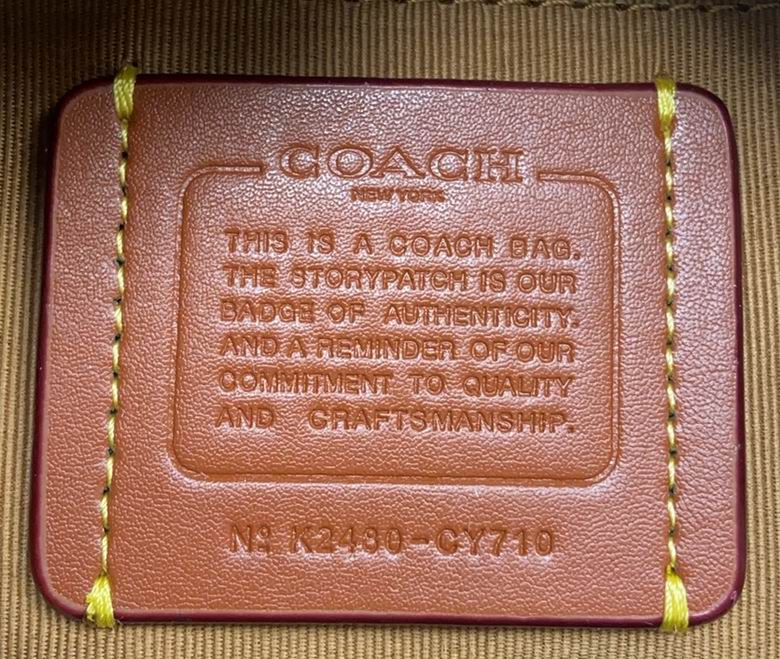 COACH
NEW YORK
THIS IS A COACH BAG.
THE STORYPATCH IS OUR
BADGE OF AUTHENTICITY.
AND A REMINDER OF OUR
COMMITMENT TO QUALITY
AND CRAFTSMANSHIP.
Nº K2430-CY710